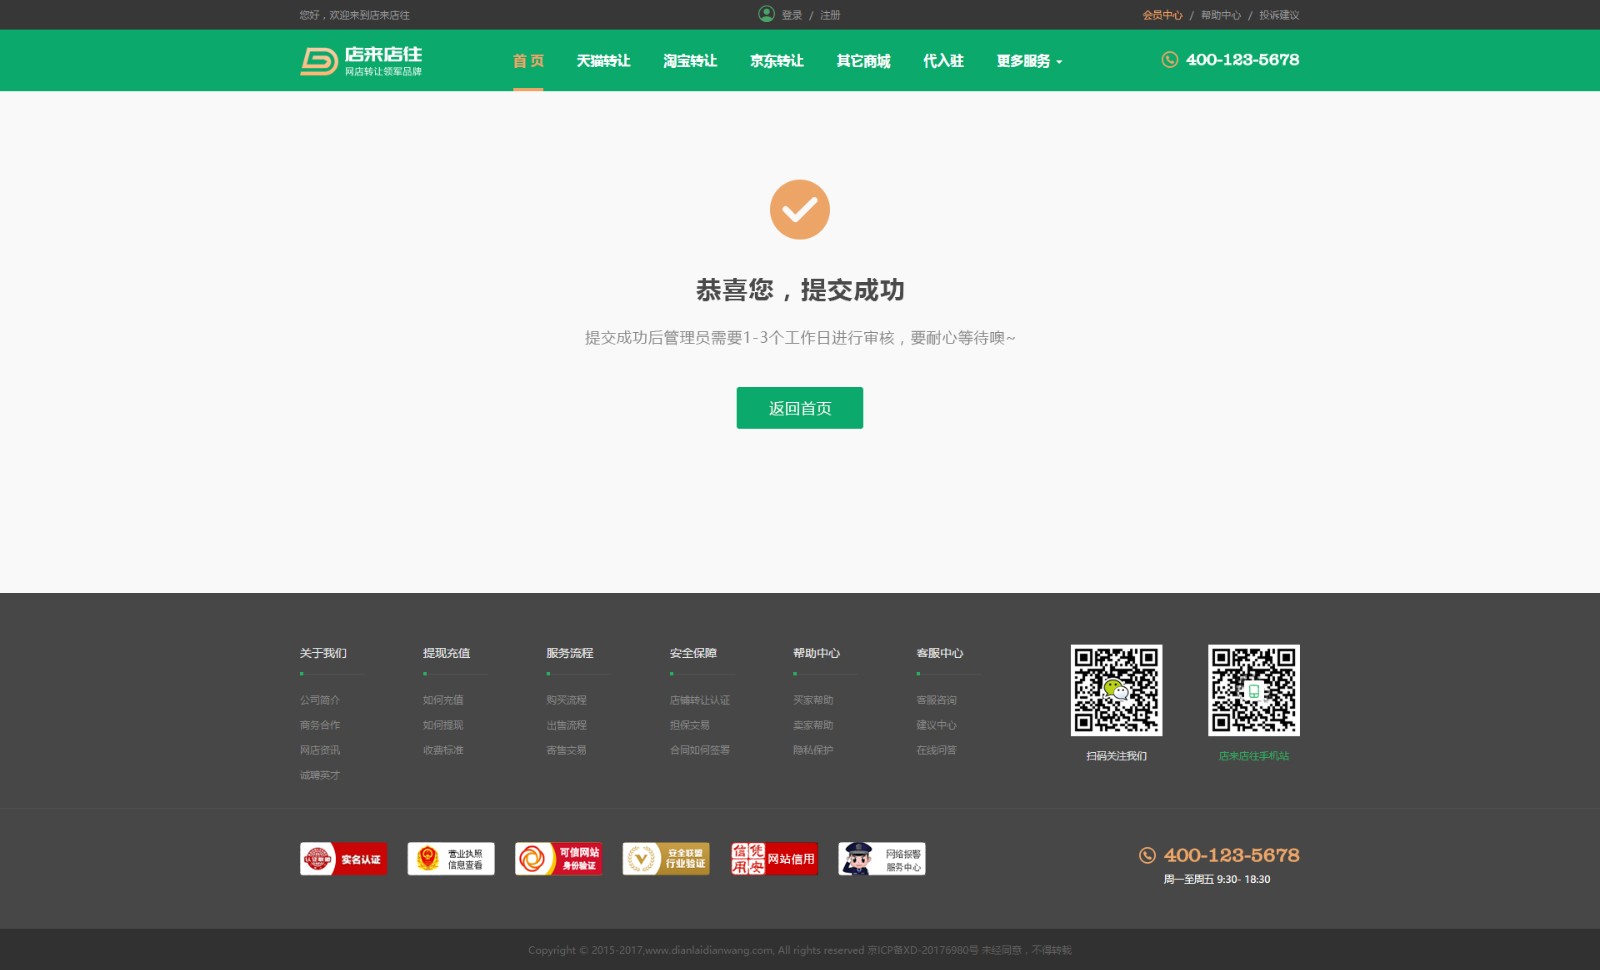 您好，欢迎来到店来店往
登录 / 注册
会员中心 / 帮助中心 / 投诉建议
店来店往
网店转让领军品牌
首 页
天猫转让
淘宝转让
京东转让
其它商城
代入驻
更多服务
400-123-5678
恭喜您，提交成功
提交成功后管理员需要1-3个工作日进行审核，要耐心等待噢~
返回首页
关于我们
公司简介
商务合作
网店资讯
诚聘英才
提现充值
如何充值
如何提现
收费标准
服务流程
购买流程
出售流程
寄售交易
安全保障
店铺转让认证
担保交易
合同如何签署
帮助中心
买家帮助
卖家帮助
隐私保护
客服中心
客服咨询
建议中心
在线问答
扫码关注我们
店来店往手机站
实名认证
营业执照
信息查看
可信网站
身份验证
安全联盟
行业验证
网站信用
网络报警
服务中心
400-123-5678
周一至周五 9:30- 18:30
Copyright © 2015-2017,www.dianlaidianwang.com, All rights reserved 京ICP备XD-20176980号 未经同意，不得转载